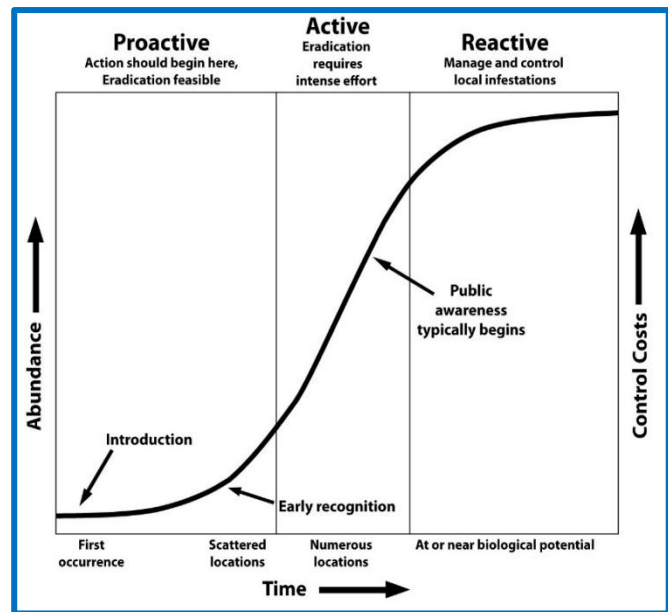 Proactive
Action should begin here,
Eradication feasible
Active
Eradication
requires
intense effort
Reactive
Manage and control
local infestations
Abundance
Control Costs
Public
awareness
typically begins
Introduction
Early recognition
First
occurrence
Scattered
locations
Numerous
locations
At or near biological potential
Time